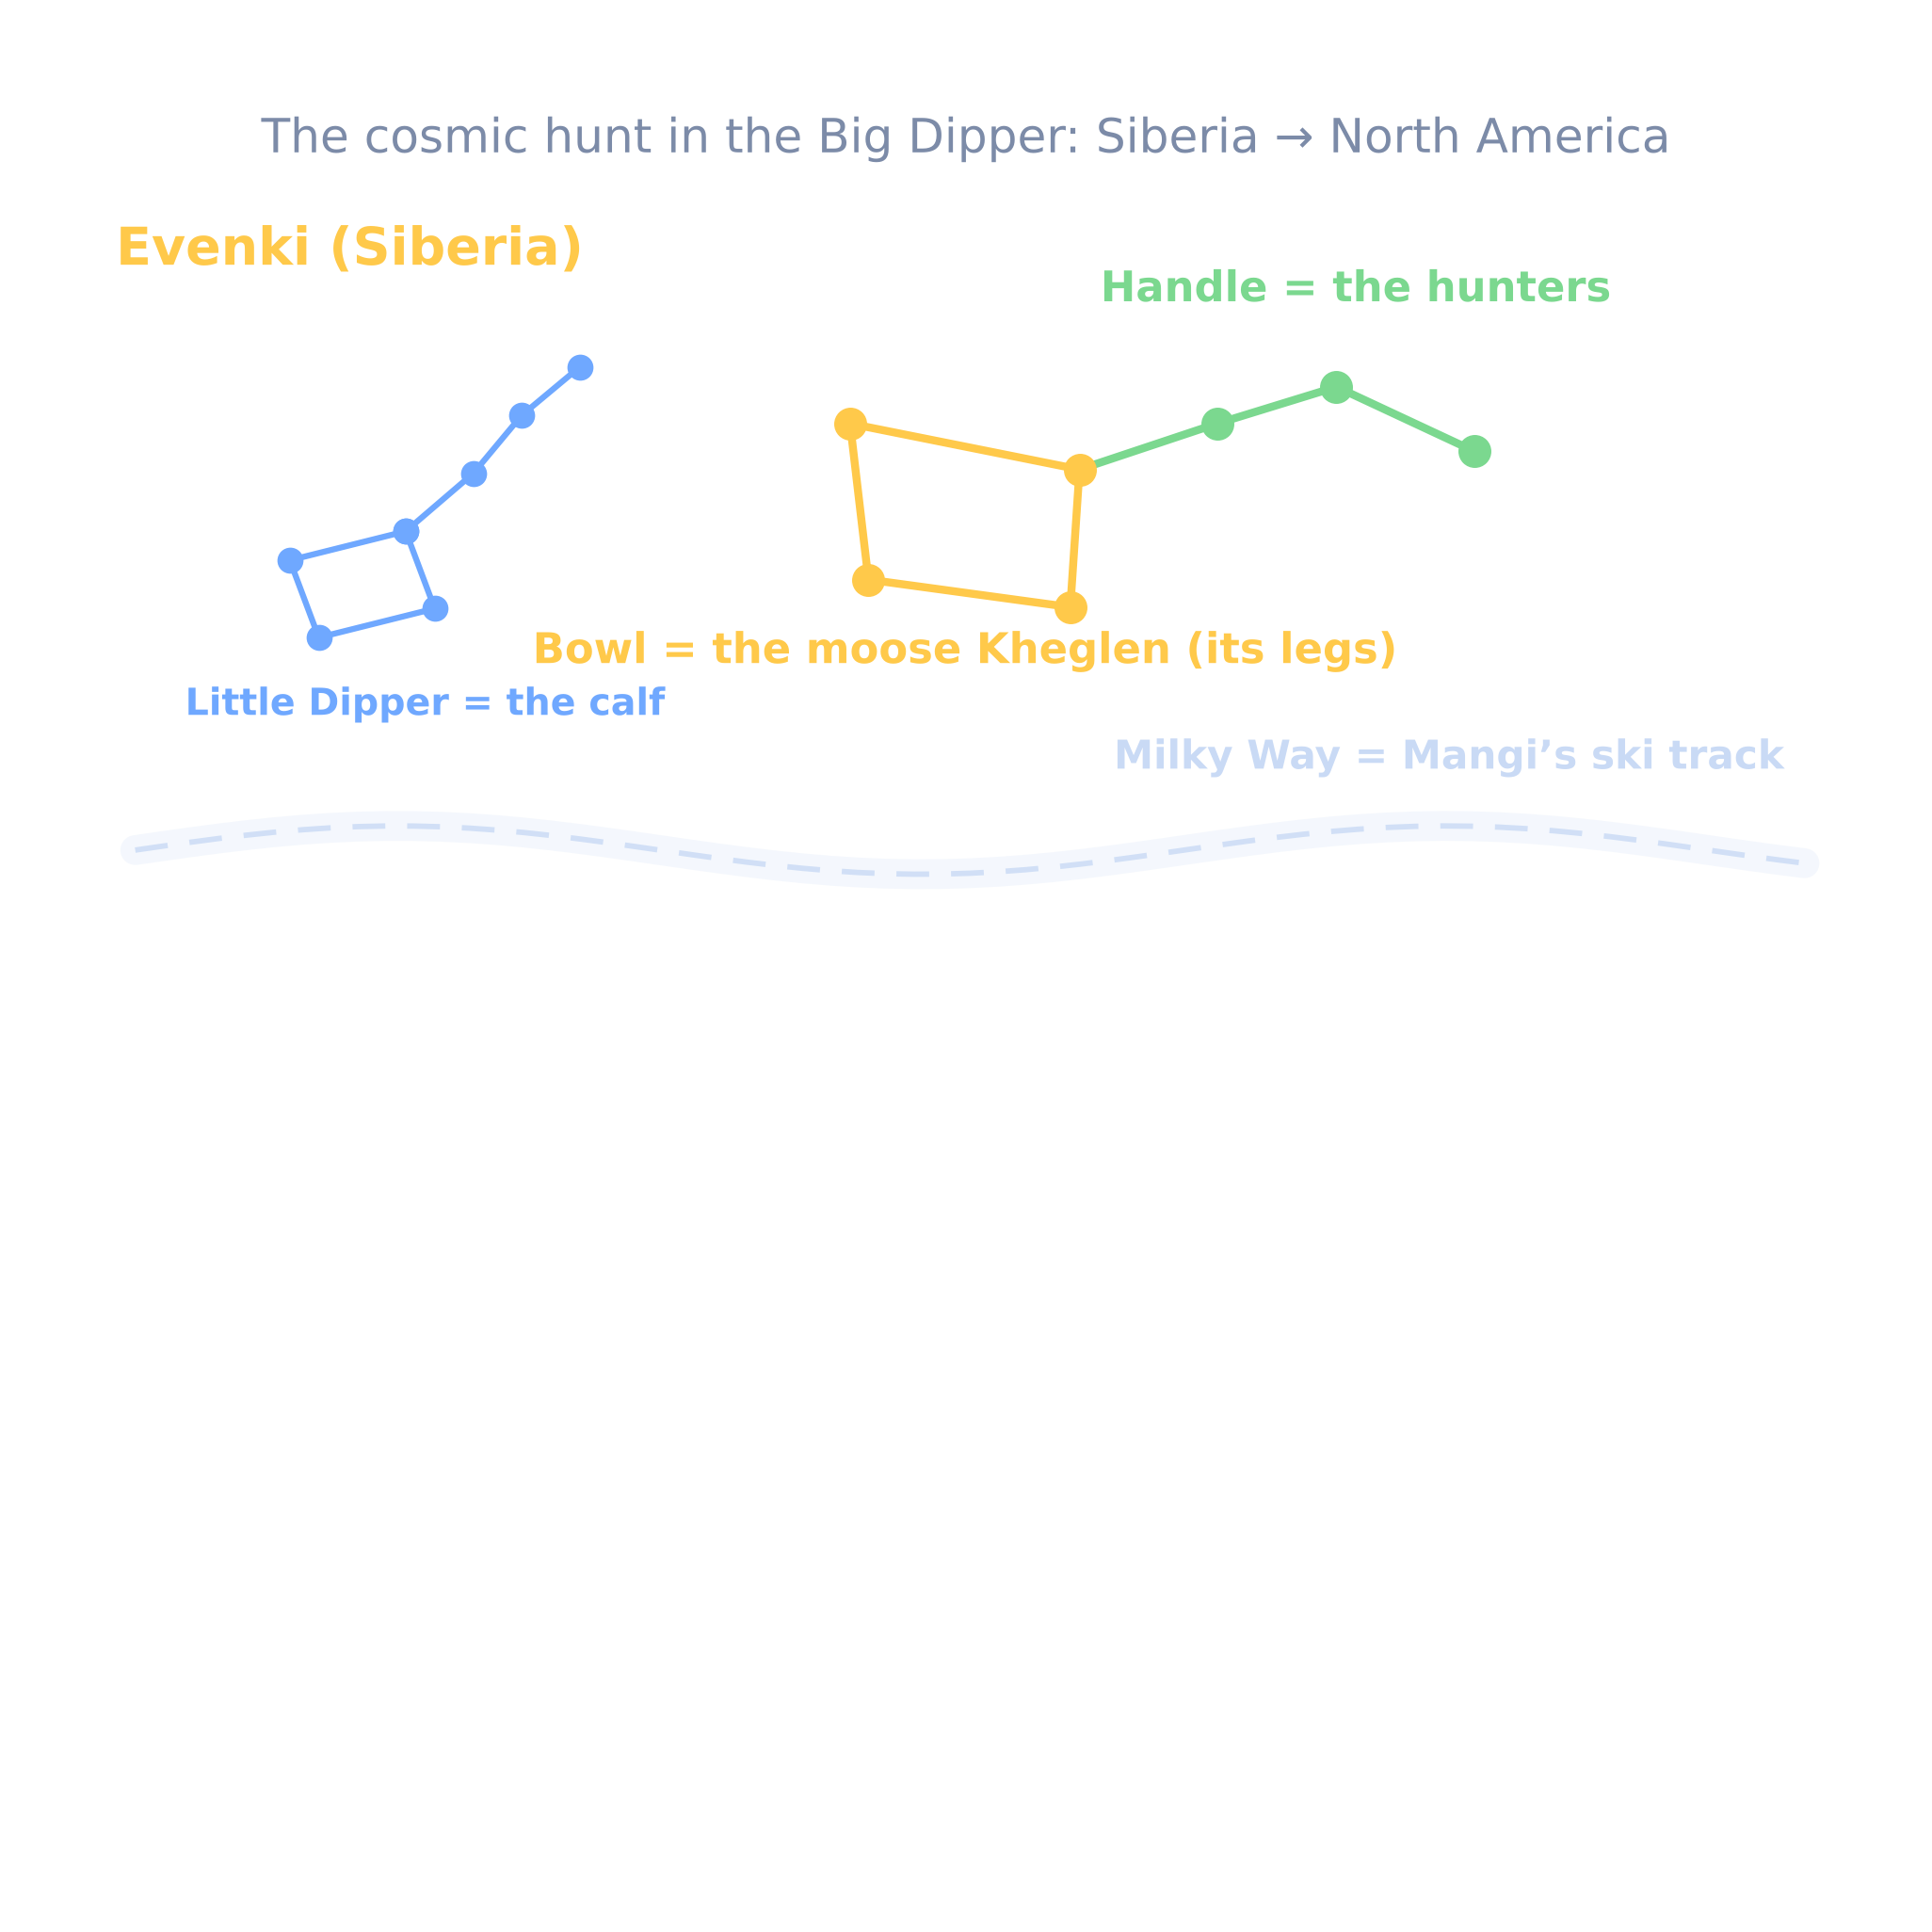 The cosmic hunt in the Big Dipper: Siberia → North America
Evenki (Siberia)
Handle = the hunters
Bowl = the moose Kheglen (its legs)
Little Dipper = the calf
Milky Way = Mangi’s ski track